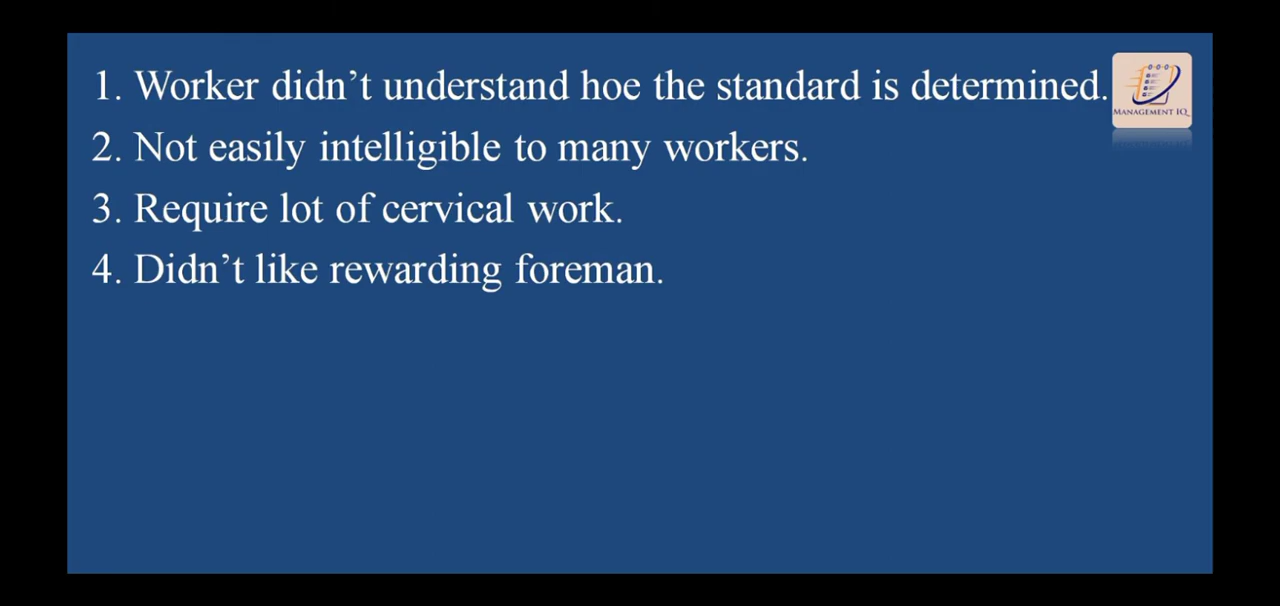 1. Worker didn’t understand hoe the standard is determined.
MANAGEMENT IQ
2. Not easily intelligible to many workers.
3. Require lot of cervical work.
4. Didn’t like rewarding foreman.